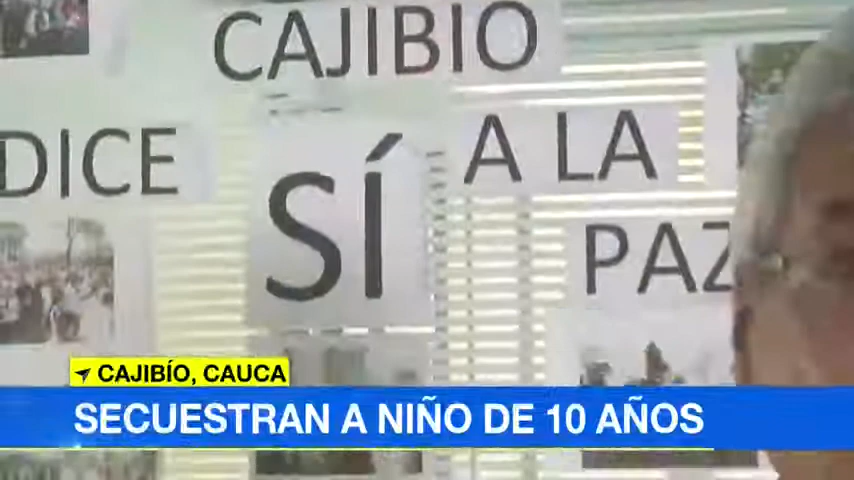 CAJIBIO
DICE
SÍ
A LA
PAZ
CAJIBÍO, CAUCA
SECUESTRAN A NIÑO DE 10 AÑOS